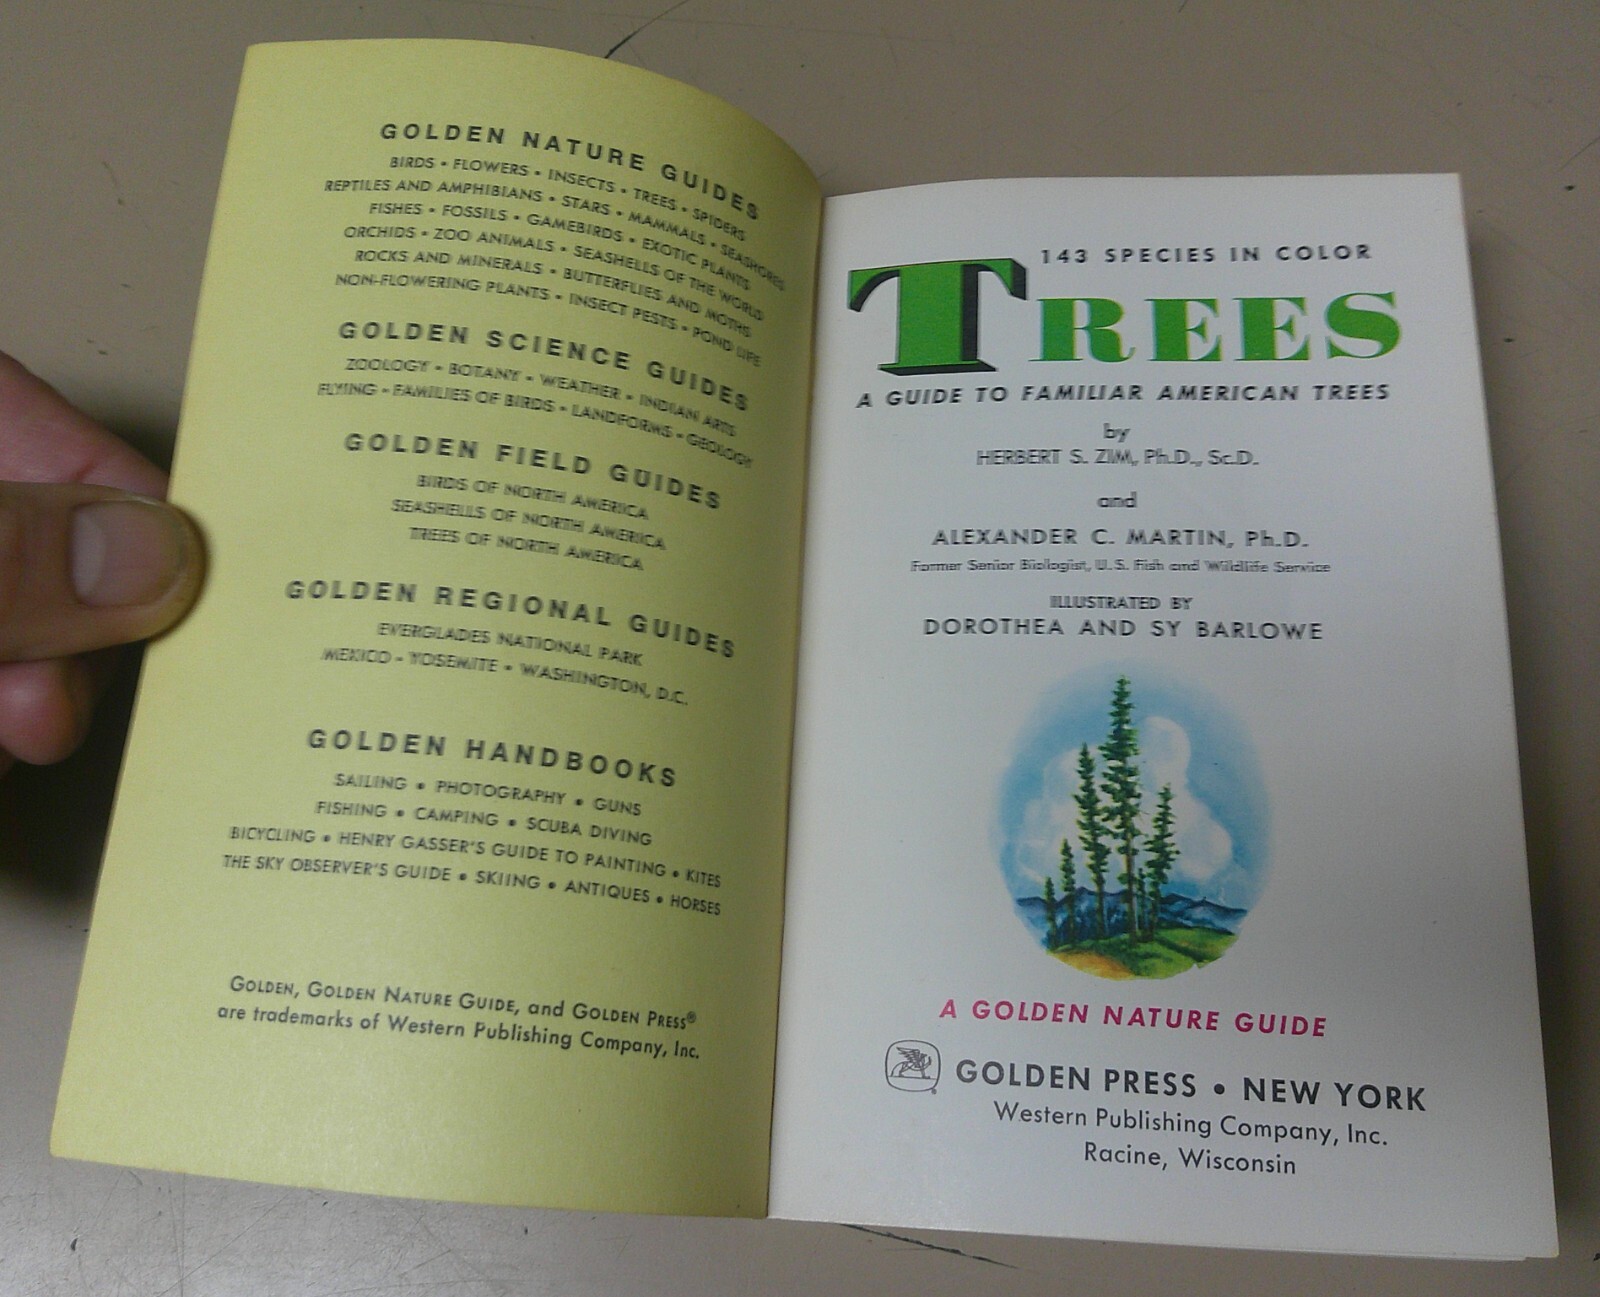 GOLDEN NATURE GUIDES
BIRDS • FLOWERS • INSECTS • TREES • SPIDERS
REPTILES AND AMPHIBIANS • STARS • MAMMALS • SEASHORES
FISHES • FOSSILS • GAMEBIRDS • EXOTIC PLANTS
ORCHIDS • ZOO ANIMALS • SEASHELLS OF THE WORLD
ROCKS AND MINERALS • BUTTERFLIES AND MOTHS
NON-FLOWERING PLANTS • INSECT PESTS • POND LIFE
GOLDEN SCIENCE GUIDES
ZOOLOGY • BOTANY • WEATHER • INDIAN ARTS
FLYING • FAMILIES OF BIRDS • LANDFORMS • GEOLOGY
GOLDEN FIELD GUIDES
BIRDS OF NORTH AMERICA
SEASHELLS OF NORTH AMERICA
TREES OF NORTH AMERICA
GOLDEN REGIONAL GUIDES
EVERGLADES NATIONAL PARK
MEXICO • YOSEMITE • WASHINGTON, D.C.
GOLDEN HANDBOOKS
SAILING • PHOTOGRAPHY • GUNS
FISHING • CAMPING • SCUBA DIVING
BICYCLING • HENRY GASSER'S GUIDE TO PAINTING • KITES
THE SKY OBSERVER'S GUIDE • SKIING • ANTIQUES • HORSES
GOLDEN, GOLDEN NATURE GUIDE, and GOLDEN PRESS®
are trademarks of Western Publishing Company, Inc.
143 SPECIES IN COLOR
TREES
A GUIDE TO FAMILIAR AMERICAN TREES
by
HERBERT S. ZIM, Ph.D., Sc.D.
and
ALEXANDER C. MARTIN, Ph.D.
Former Senior Biologist, U.S. Fish and Wildlife Service
ILLUSTRATED BY
DOROTHEA AND SY BARLOWE
A GOLDEN NATURE GUIDE
GOLDEN PRESS • NEW YORK
Western Publishing Company, Inc.
Racine, Wisconsin